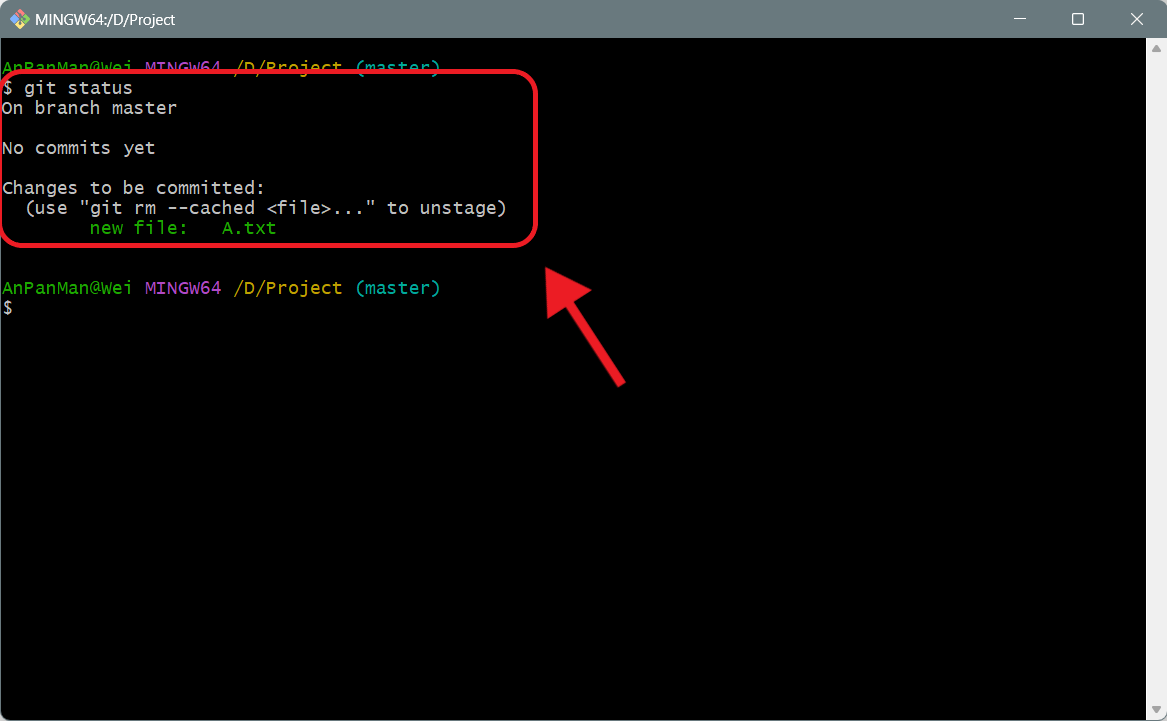 MINGW64:/D/Project
AnPanMan@Wei MINGW64 /D/Project (master)
$ git status
On branch master
No commits yet
Changes to be committed:
  (use "git rm --cached <file>..." to unstage)
        new file:   A.txt
AnPanMan@Wei MINGW64 /D/Project (master)
$